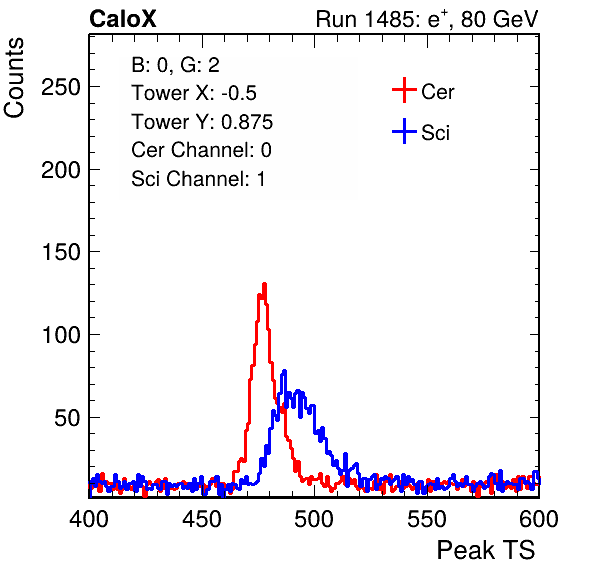 CaloX Run 1485: e⁺, 80 GeV
Counts
B: 0, G: 2
Tower X: -0.5
Tower Y: 0.875
Cer Channel: 0
Sci Channel: 1
Cer
Sci
250
200
150
100
50
400 450 500 550 600
Peak TS